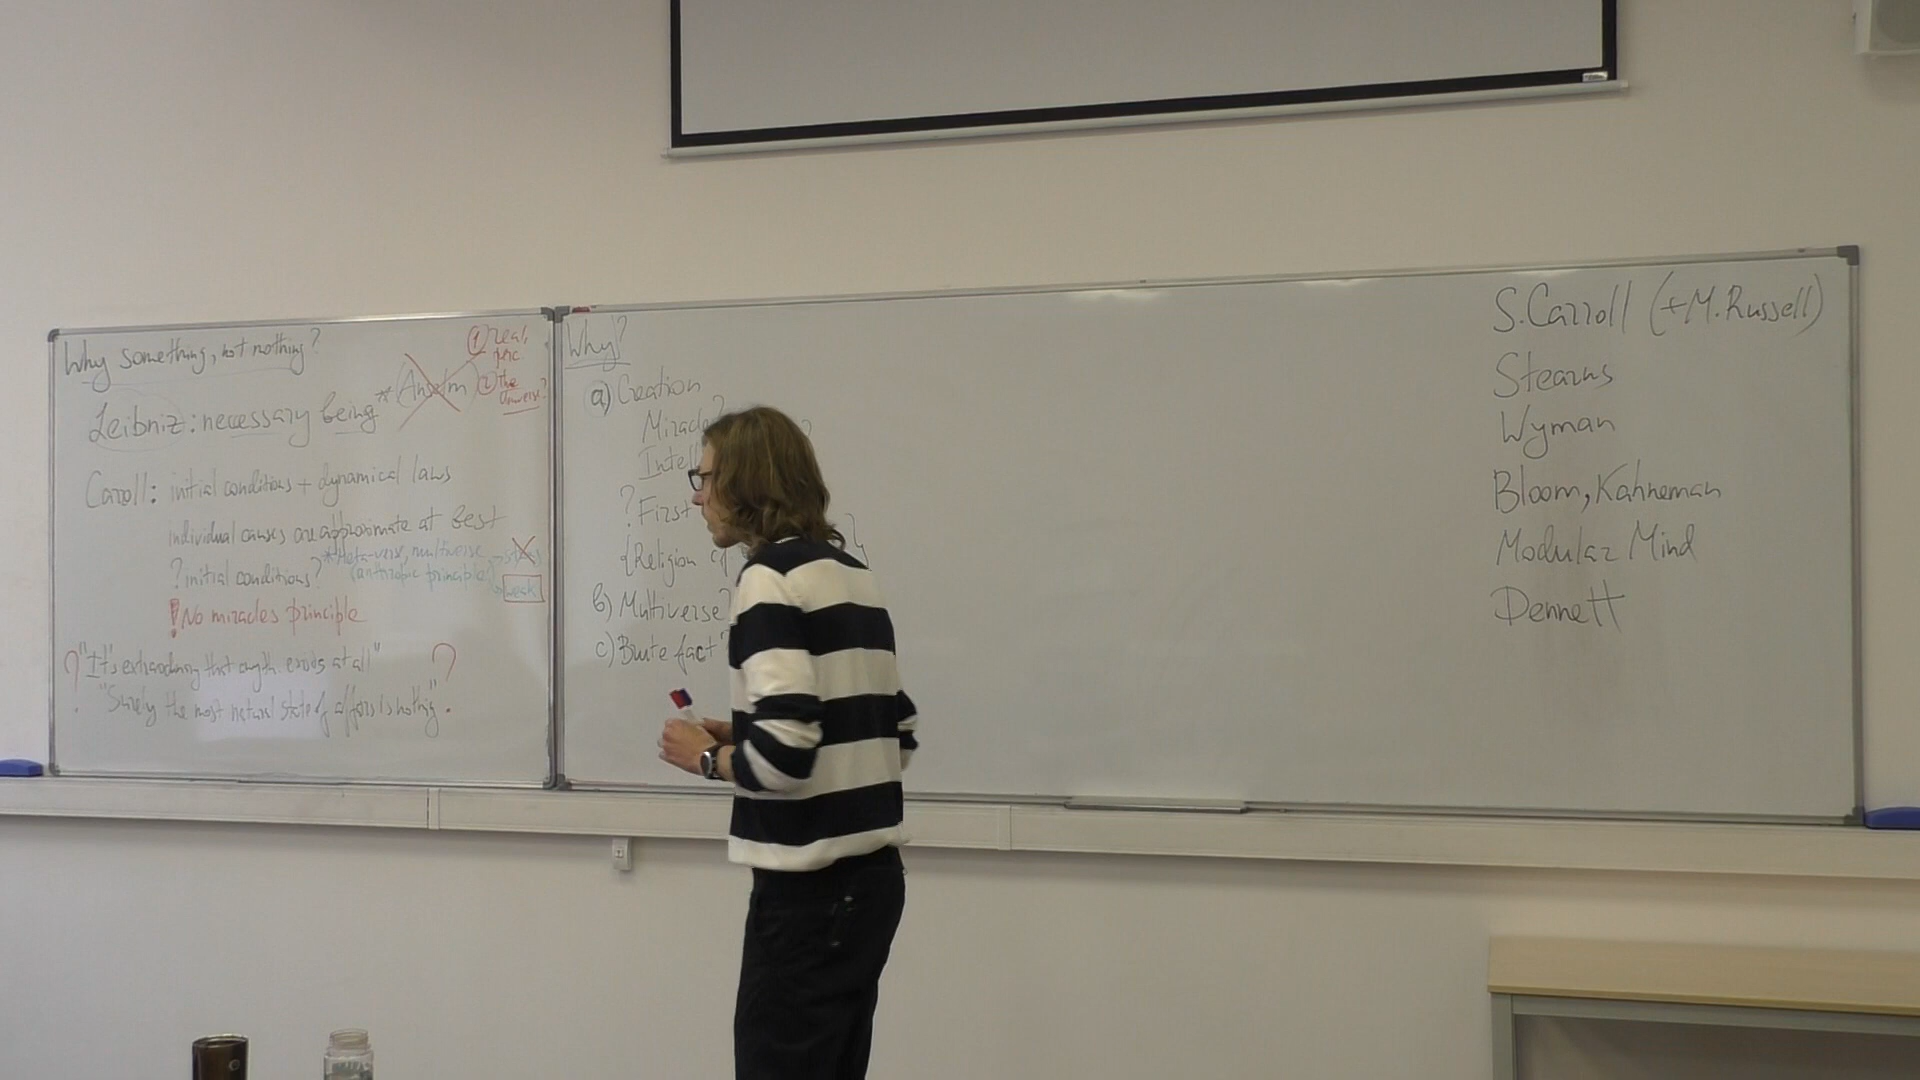 Why something, not nothing?
① real,
Leibniz: necessary being * Anselm ② the universe?
Carroll: initial conditions + dynamical laws
individual causes are approximate at best
? initial conditions? * Meta-verse, multiverse
(anthropic principle)
weak
! No miracles principle
? "It's extraordinary that anyth. exists at all" ?
"Surely the most natural state of affairs is nothing".
Why?
a) Creation
Miracle?
Intell
? First
{Religion of }
b) Multiverse?
c) Brute fact
S. Carroll (+M. Russell)
Stearns
Wyman
Bloom, Kahneman
Modular Mind
Dennett